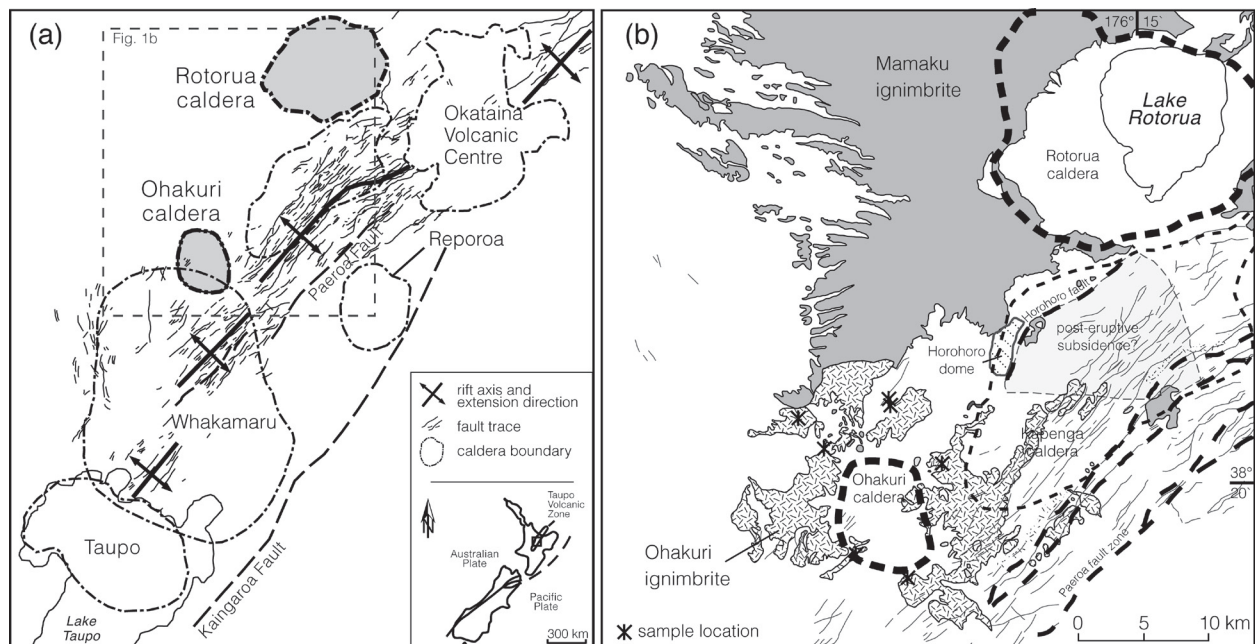 (a)
Fig. 1b
Rotorua
caldera
Okataina
Volcanic
Centre
Ohakuri
caldera
Paeroa Fault
Reporoa
Whakamaru
Taupo
Lake
Taupo
Kaingaroa Fault
rift axis and
extension direction
fault trace
caldera boundary
Taupo
Volcanic
Zone
Australian
Plate
Pacific
Plate
300 km
(b)
176° 15`
Mamaku
ignimbrite
Lake
Rotorua
Rotorua
caldera
Horohoro fault
post-eruptive
subsidence?
Horohoro
dome
Kapenga
caldera
Ohakuri
caldera
38°
20`
Ohakuri
ignimbrite
Paeroa fault zone
sample location
0 5 10 km